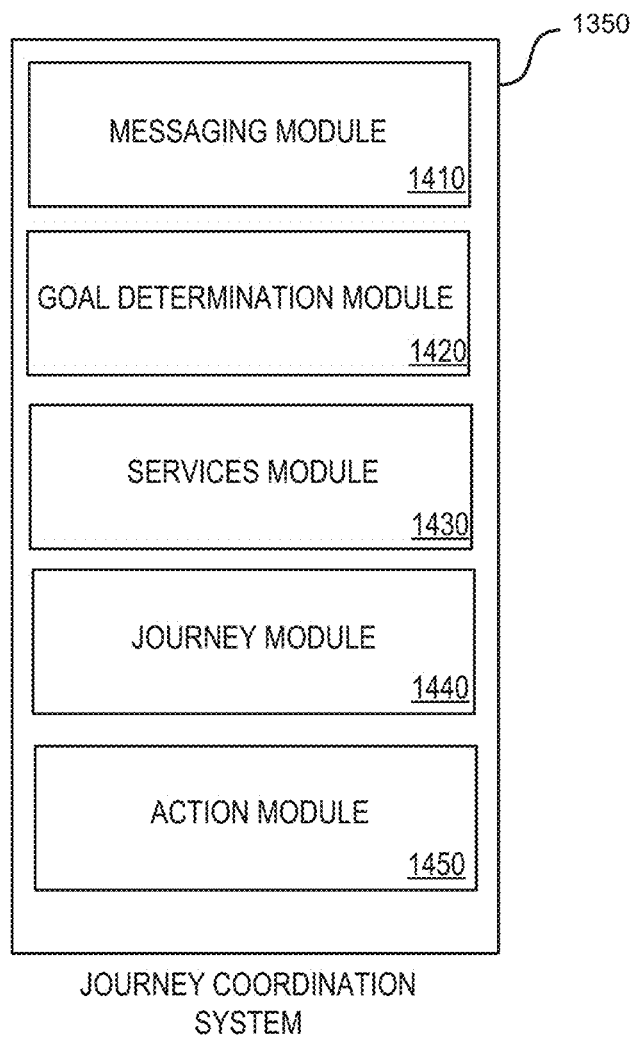 1350
MESSAGING MODULE
1410
GOAL DETERMINATION MODULE
1420
SERVICES MODULE
1430
JOURNEY MODULE
1440
ACTION MODULE
1450
JOURNEY COORDINATION
SYSTEM